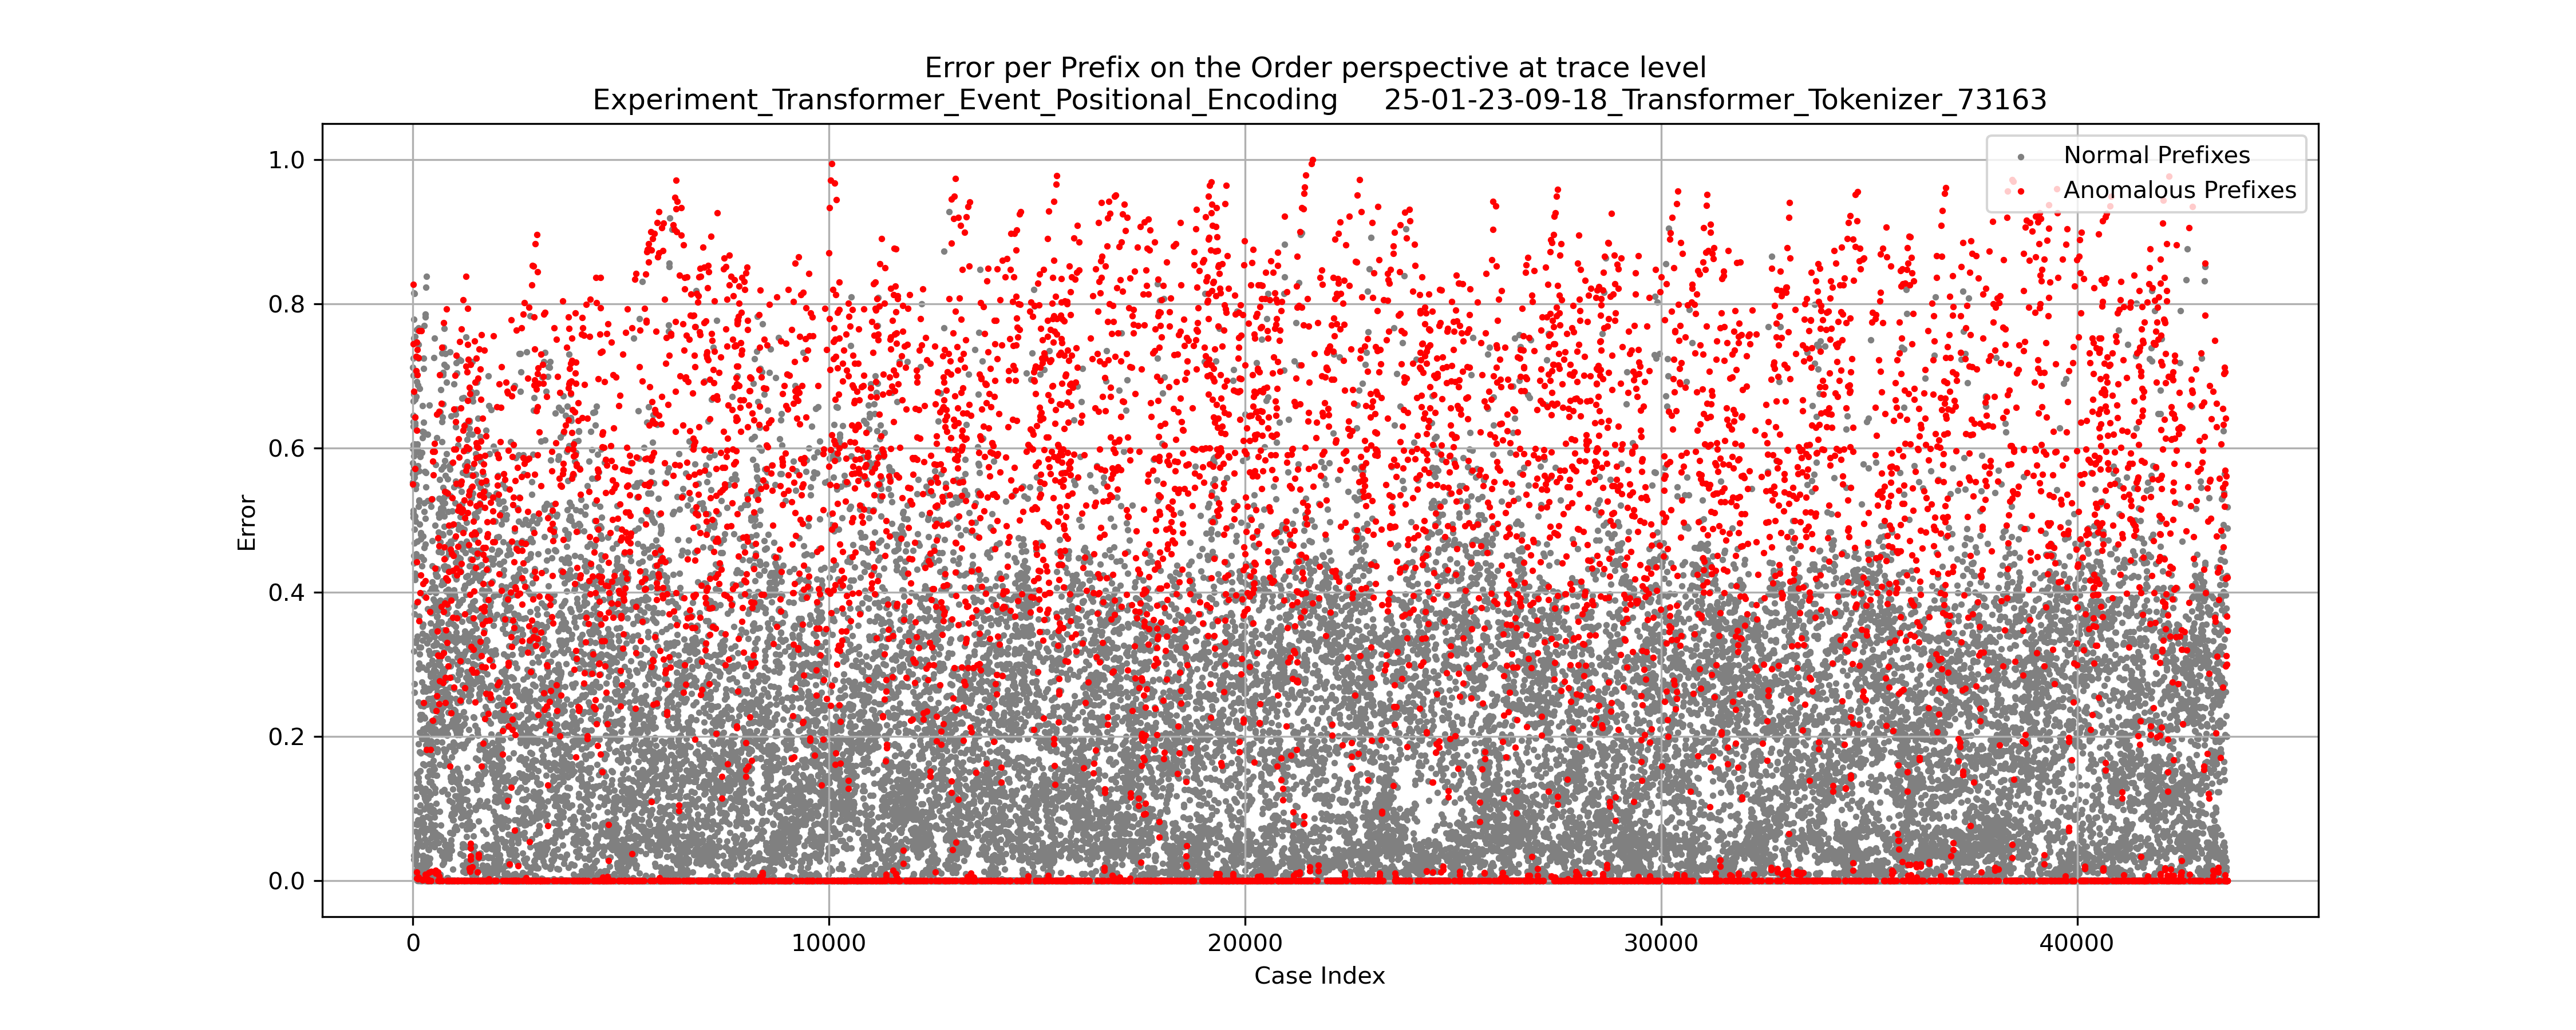 Error per Prefix on the Order perspective at trace level
Experiment_Transformer_Event_Positional_Encoding 25-01-23-09-18_Transformer_Tokenizer_73163
Normal Prefixes
Anomalous Prefixes
1.0
0.8
0.6
0.4
0.2
0.0
Error
0 10000 20000 30000 40000
Case Index